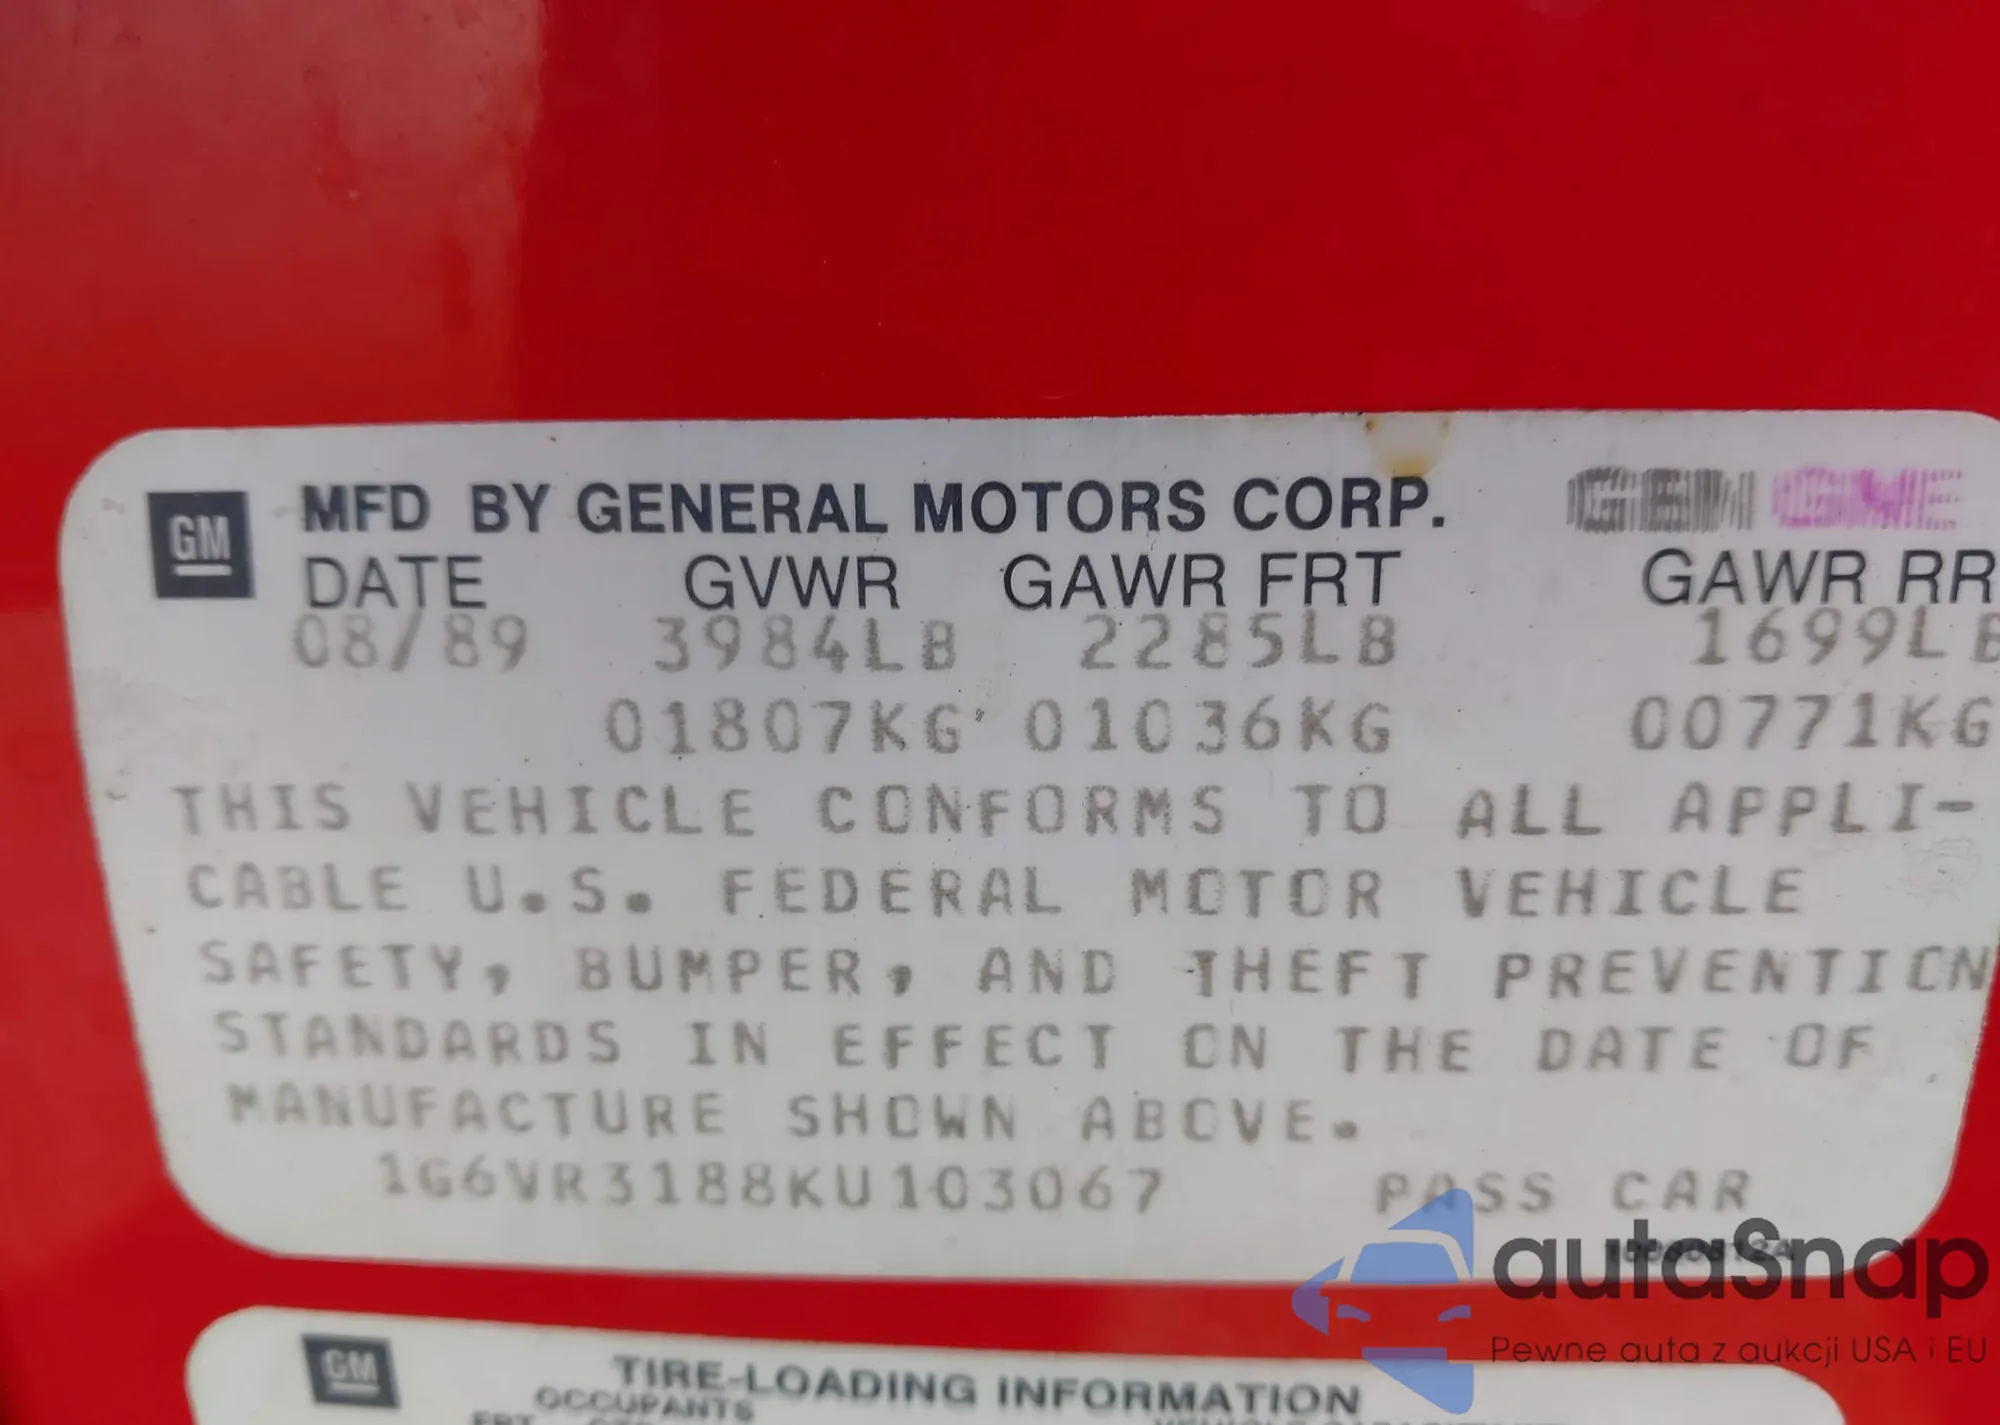 GM MFD BY GENERAL MOTORS CORP. GM GME
DATE GVWR GAWR FRT GAWR RR
08/89 3984LB 2285LB 1699LB
01807KG 01036KG 00771KG
THIS VEHICLE CONFORMS TO ALL APPLI-
CABLE U.S. FEDERAL MOTOR VEHICLE
SAFETY, BUMPER, AND THEFT PREVENTION
STANDARDS IN EFFECT ON THE DATE OF
MANUFACTURE SHOWN ABOVE.
1G6VR3188KU103067 PASS CAR
autaSnap
Pewne auta z aukcji USA i EU
GM TIRE-LOADING INFORMATION
OCCUPANTS